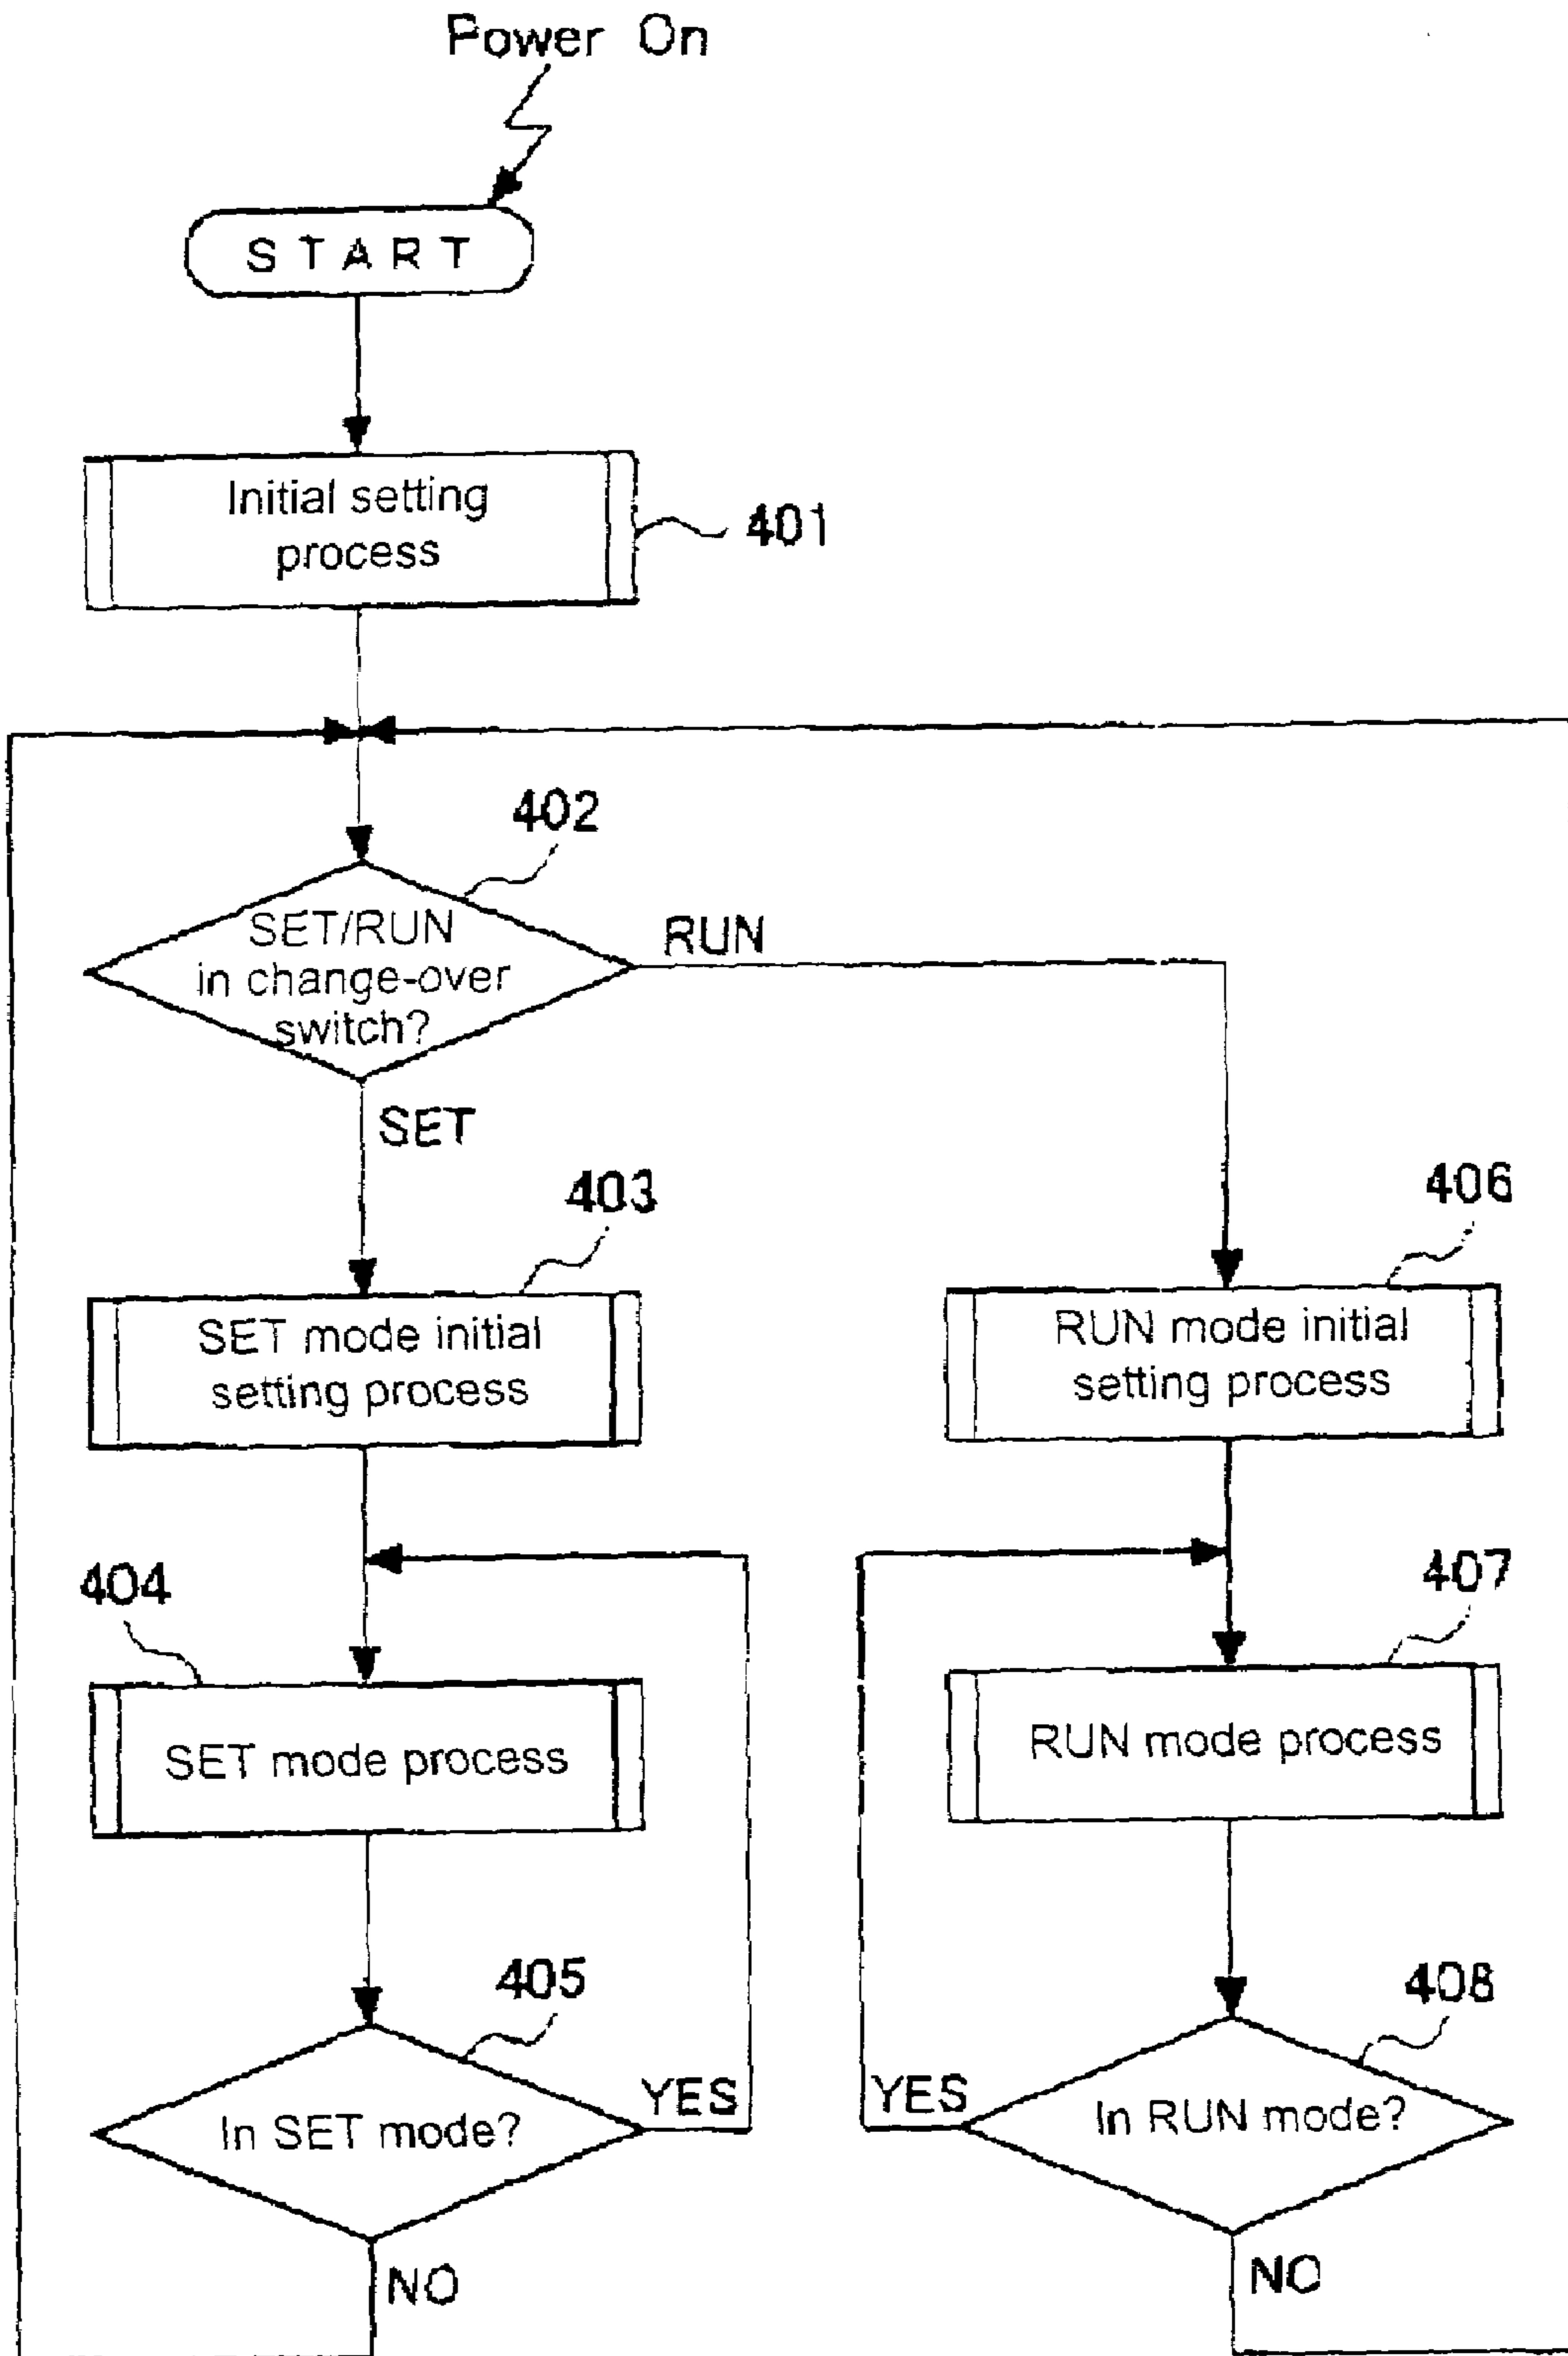 Power On
START
Initial setting
process
401
402
SET/RUN
in change-over
switch?
RUN
SET
403
406
SET mode initial
setting process
RUN mode initial
setting process
404
407
SET mode process
RUN mode process
405
408
In SET mode?
YES
YES
In RUN mode?
NO
NO